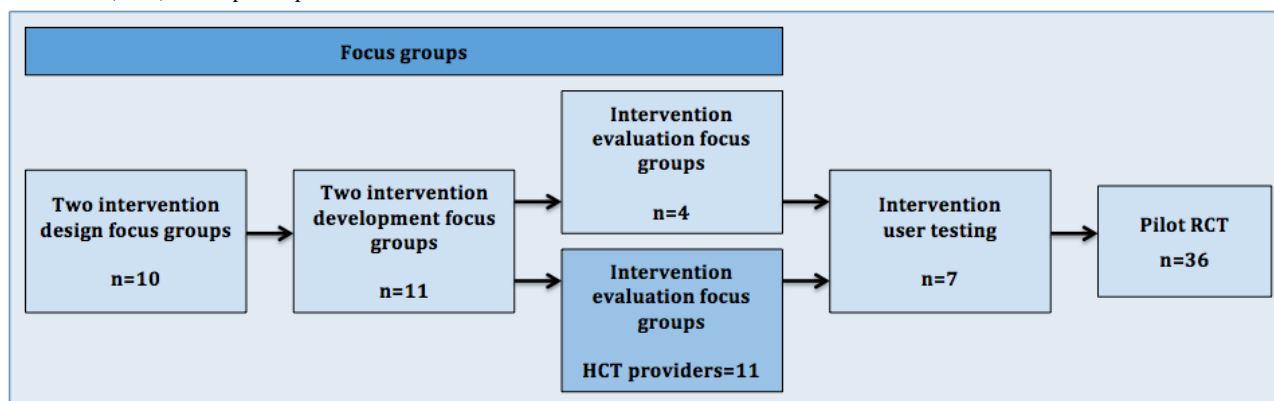 Focus groups
Two intervention
design focus groups
n=10
Two intervention
development focus
groups
n=11
Intervention
evaluation focus
groups
n=4
Intervention
evaluation focus
groups
HCT providers=11
Intervention
user testing
n=7
Pilot RCT
n=36